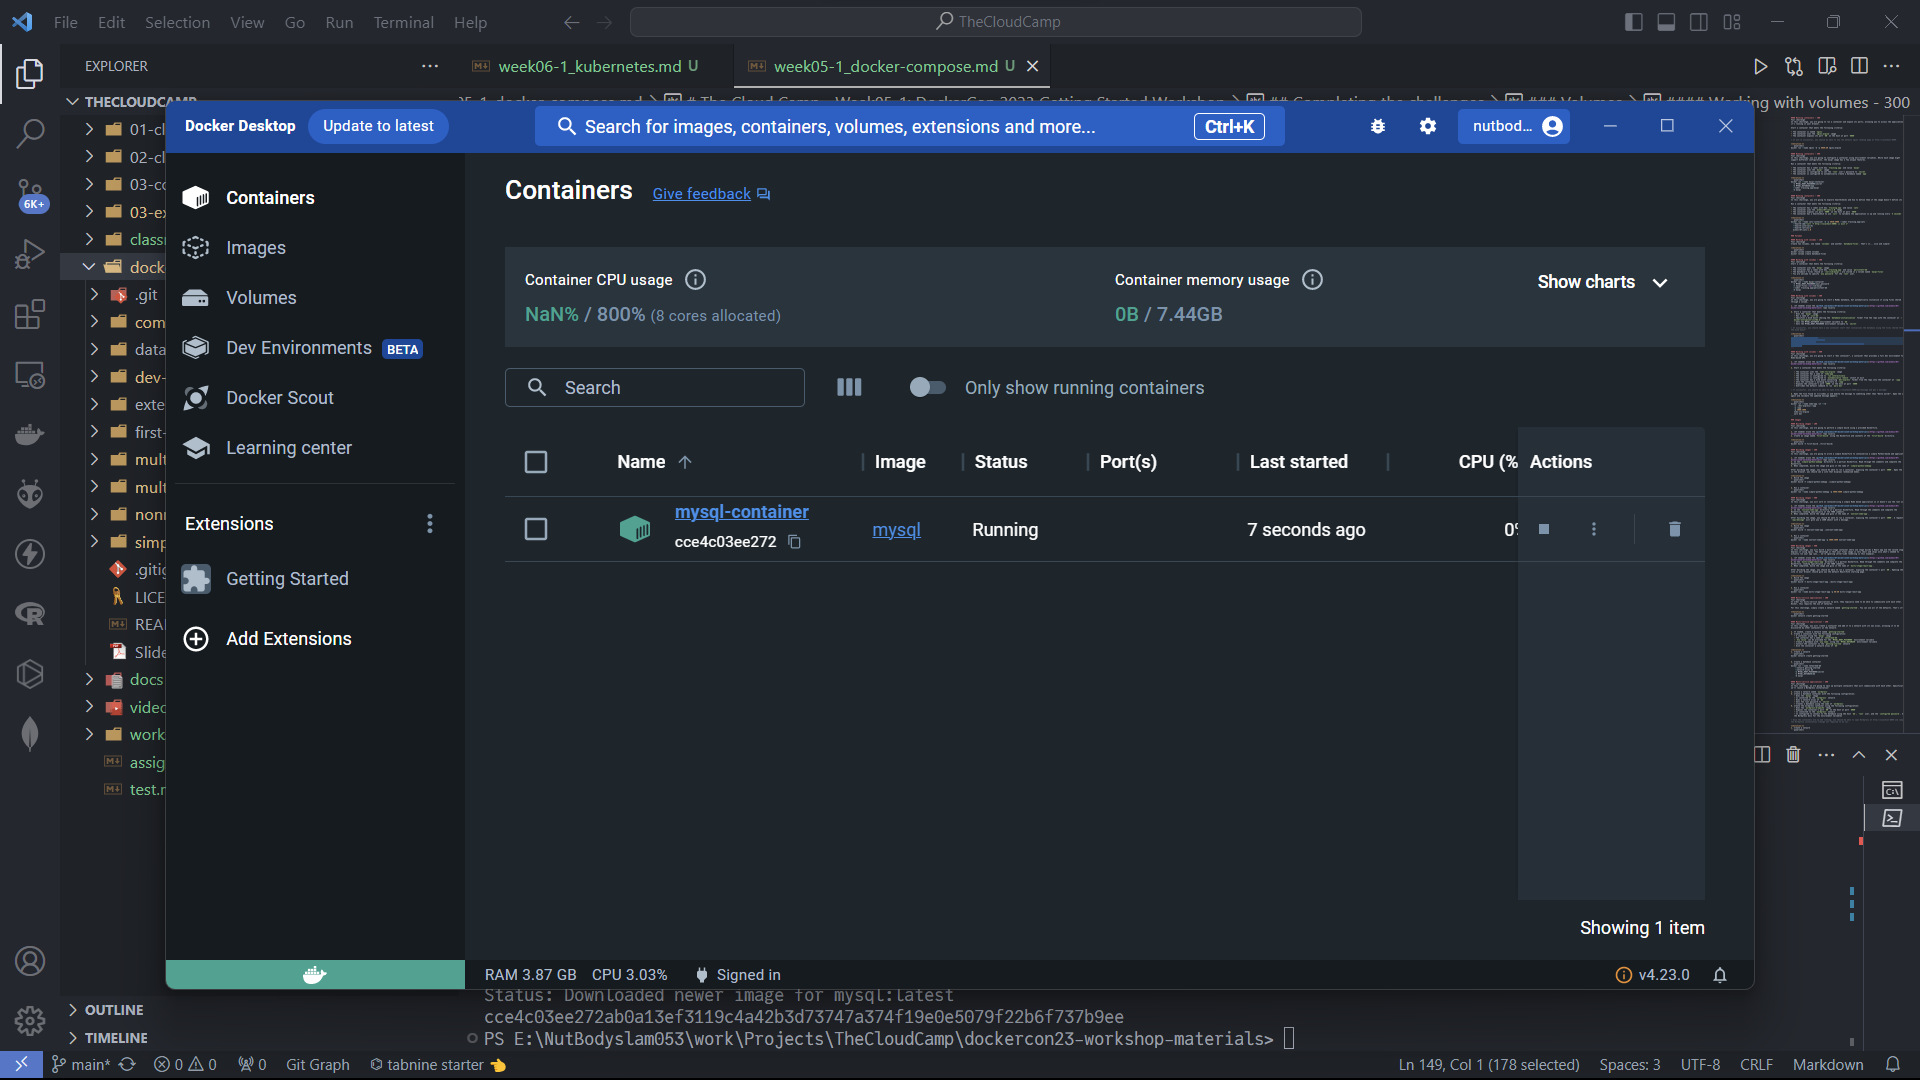 File Edit Selection View Go Run Terminal Help
TheCloudCamp
EXPLORER
week06-1_kubernetes.md U
week05-1_docker-compose.md U
THECLOUDCAMP
Working with volumes - 300
Docker Desktop
Update to latest
Search for images, containers, volumes, extensions and more...
Ctrl+K
nutbod...
01-cl
02-cl
03-cc
03-ex
classr
dock
.git
com
data
dev-
exte
first-
mult
mult
nonr
simp
.gitig
LICE
REA
Slide
docs
videc
work
assig
test.r
6K+
Containers
Images
Volumes
Dev Environments BETA
Docker Scout
Learning center
Extensions
Getting Started
Add Extensions
Containers
Give feedback
Container CPU usage
NaN% / 800% (8 cores allocated)
Container memory usage
0B / 7.44GB
Show charts
Search
Only show running containers
Name Image Status Port(s) Last started CPU (% Actions
mysql-container
cce4c03ee272
mysql
Running
7 seconds ago
0%
Showing 1 item
RAM 3.87 GB CPU 3.03% Signed in
v4.23.0
Status: Downloaded newer image for mysql:latest
cce4c03ee272ab0a13ef3119c4a42b3d73747a374f19e0e5079f22b6f737b9ee
PS E:\NutBodyslam053\work\Projects\TheCloudCamp\dockercon23-workshop-materials>
OUTLINE
TIMELINE
main* 0 0 0 Git Graph tabnine starter
Ln 149, Col 1 (178 selected) Spaces: 3 UTF-8 CRLF Markdown